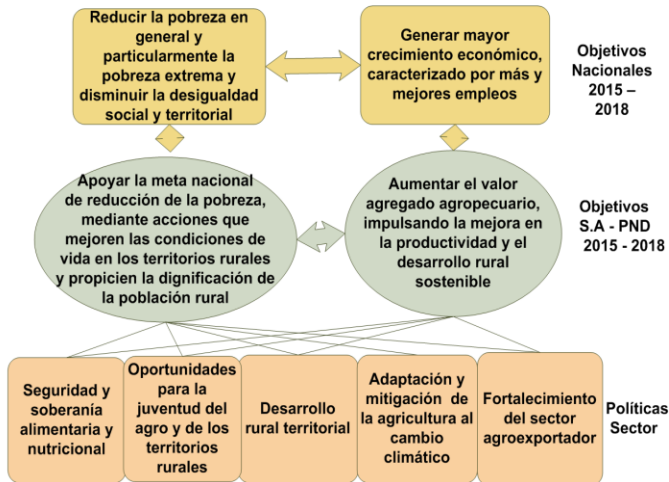 Reducir la pobreza en
general y
particularmente la
pobreza extrema y
disminuir la desigualdad
social y territorial
Generar mayor
crecimiento económico,
caracterizado por más y
mejores empleos
Objetivos
Nacionales
2015 –
2018
Apoyar la meta nacional
de reducción de la pobreza,
mediante acciones que
mejoren las condiciones de
vida en los territorios rurales
y propicien la dignificación de
la población rural
Aumentar el valor
agregado agropecuario,
impulsando la mejora en
la productividad y el
desarrollo rural
sostenible
Objetivos
S.A - PND
2015 - 2018
Seguridad y
soberanía
alimentaria y
nutricional
Oportunidades
para la
juventud del
agro y de los
territorios
rurales
Desarrollo
rural territorial
Adaptación y
mitigación de
la agricultura al
cambio
climático
Fortalecimiento
del sector
agroexportador
Políticas
Sector